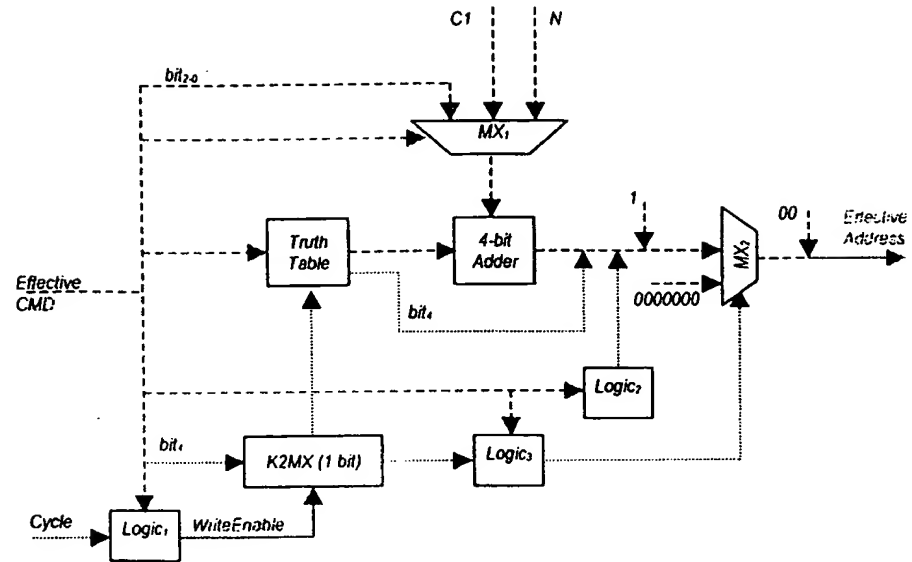 C1
N
bit₂₋₀
MX₁
1
00
Effective
Address
Truth
Table
4-bit
Adder
MX₂
Effective
CMD
0000000
bit₄
Logic₂
bit₄
K2MX (1 bit)
Logic₃
Cycle
Logic₁
WriteEnable